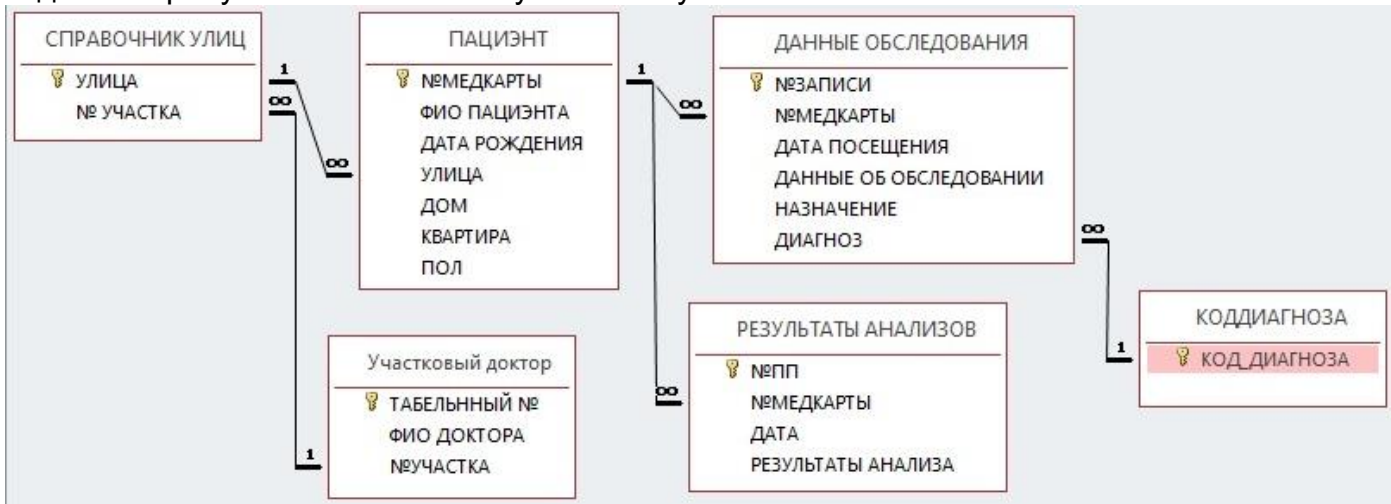 СПРАВОЧНИК УЛИЦ
УЛИЦА
№ УЧАСТКА
1
∞
∞
ПАЦИЭНТ
№МЕДКАРТЫ
ФИО ПАЦИЭНТА
ДАТА РОЖДЕНИЯ
УЛИЦА
ДОМ
КВАРТИРА
ПОЛ
1
∞
ДАННЫЕ ОБСЛЕДОВАНИЯ
№ЗАПИСИ
№МЕДКАРТЫ
ДАТА ПОСЕЩЕНИЯ
ДАННЫЕ ОБ ОБСЛЕДОВАНИИ
НАЗНАЧЕНИЕ
ДИАГНОЗ
∞
1
КОДДИАГНОЗА
КОД_ДИАГНОЗА
Участковый доктор
ТАБЕЛЬННЫЙ №
ФИО ДОКТОРА
№УЧАСТКА
1
∞
РЕЗУЛЬТАТЫ АНАЛИЗОВ
№ПП
№МЕДКАРТЫ
ДАТА
РЕЗУЛЬТАТЫ АНАЛИЗА